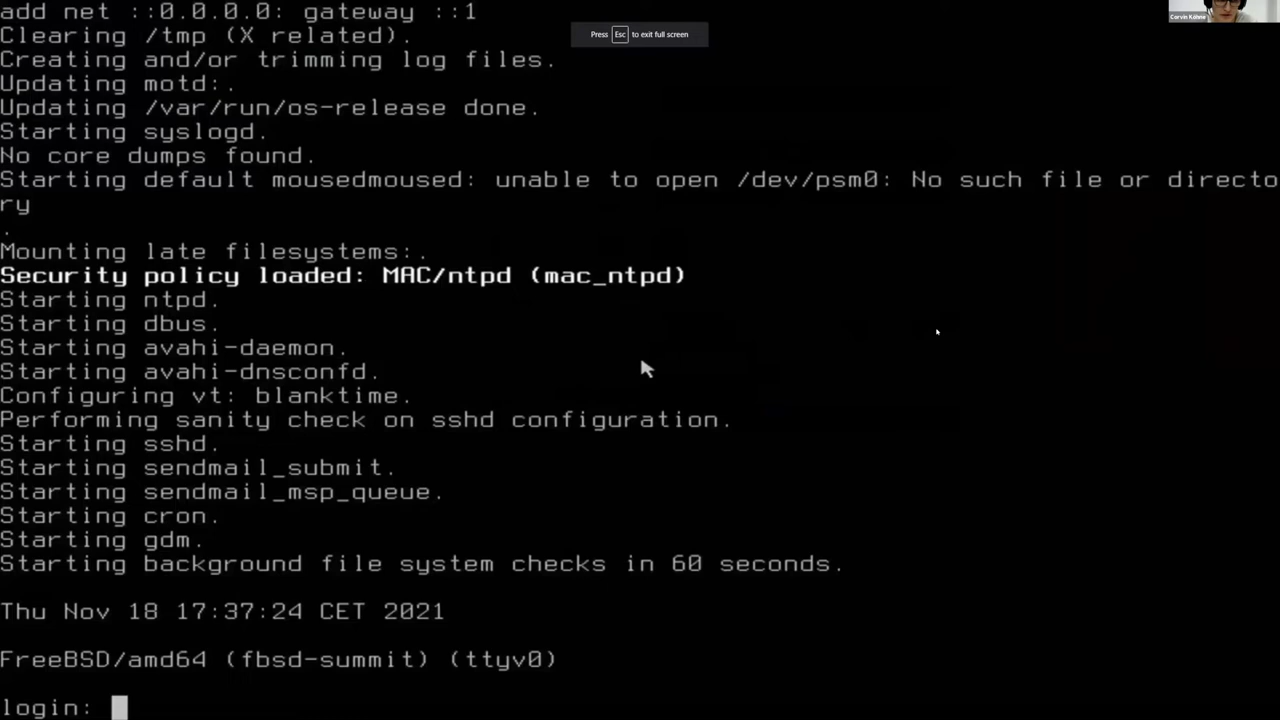 add net ::0.0.0.0: gateway ::1
Clearing /tmp (X related).
Creating and/or trimming log files.
Updating motd:.
Updating /var/run/os-release done.
Starting syslogd.
No core dumps found.
Starting default mousedmoused: unable to open /dev/psm0: No such file or directo
ry
.
Mounting late filesystems:.
Security policy loaded: MAC/ntpd (mac_ntpd)
Starting ntpd.
Starting dbus.
Starting avahi-daemon.
Starting avahi-dnsconfd.
Configuring vt: blanktime.
Performing sanity check on sshd configuration.
Starting sshd.
Starting sendmail_submit.
Starting sendmail_msp_queue.
Starting cron.
Starting gdm.
Starting background file system checks in 60 seconds.
Thu Nov 18 17:37:24 CET 2021
FreeBSD/amd64 (fbsd-summit) (ttyv0)
login:
Press Esc to exit full screen
Corvin Köhne